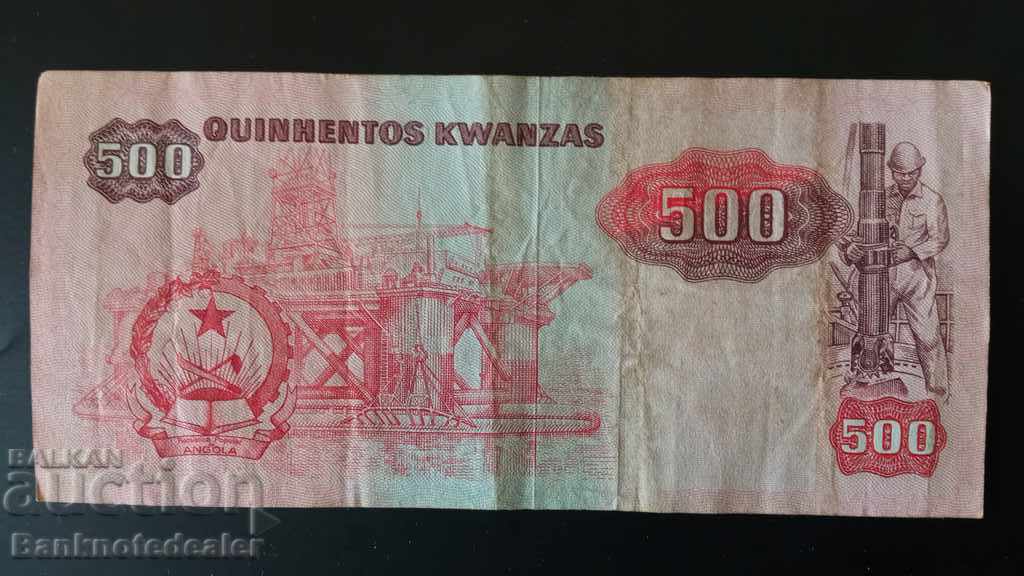 QUINHENTOS KWANZAS
500
500
500
ANGOLA
BALKAN
auction
Banknotedealer